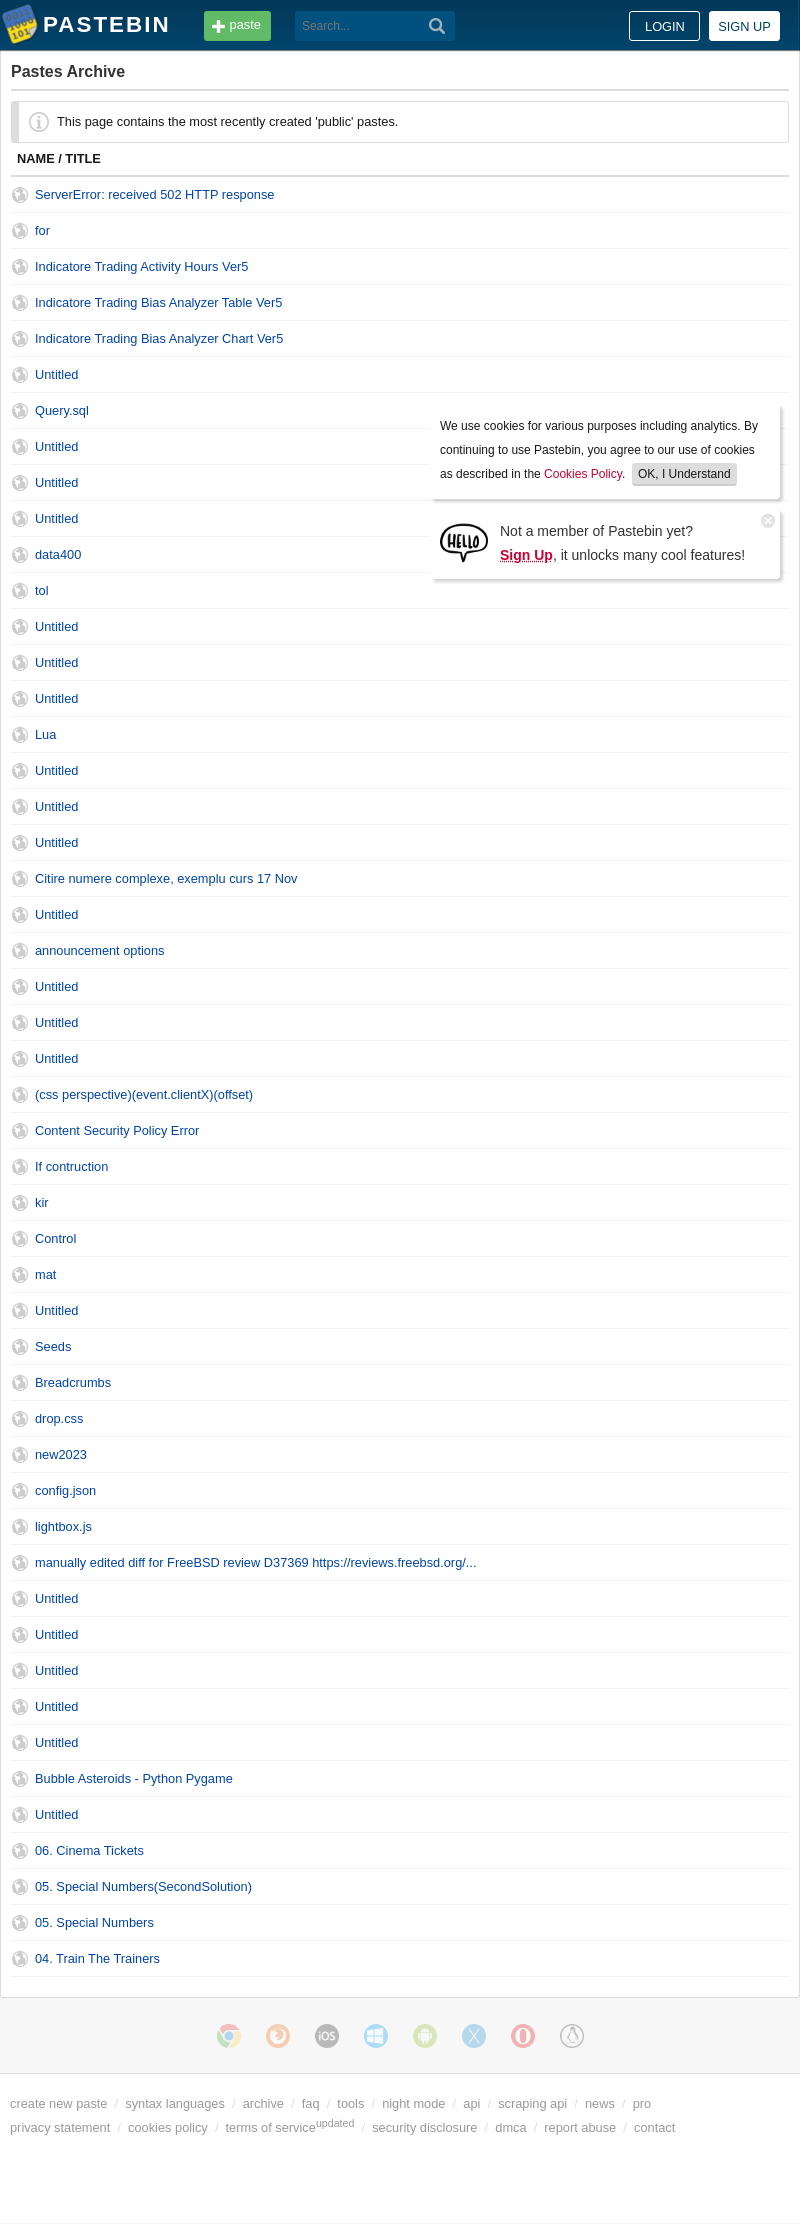 PASTEBIN
paste
Search...
LOGIN
SIGN UP
Pastes Archive
This page contains the most recently created 'public' pastes.
NAME / TITLE
ServerError: received 502 HTTP response
for
Indicatore Trading Activity Hours Ver5
Indicatore Trading Bias Analyzer Table Ver5
Indicatore Trading Bias Analyzer Chart Ver5
Untitled
Query.sql
Untitled
Untitled
Untitled
data400
tol
We use cookies for various purposes including analytics. By
continuing to use Pastebin, you agree to our use of cookies
as described in the Cookies Policy. OK, I Understand
HELLO
Not a member of Pastebin yet?
Sign Up, it unlocks many cool features!
Untitled
Untitled
Untitled
Lua
Untitled
Untitled
Untitled
Citire numere complexe, exemplu curs 17 Nov
Untitled
announcement options
Untitled
Untitled
Untitled
(css perspective)(event.clientX)(offset)
Content Security Policy Error
If contruction
kir
Control
mat
Untitled
Seeds
Breadcrumbs
drop.css
new2023
config.json
lightbox.js
manually edited diff for FreeBSD review D37369 https://reviews.freebsd.org/...
Untitled
Untitled
Untitled
Untitled
Untitled
Bubble Asteroids - Python Pygame
Untitled
06. Cinema Tickets
05. Special Numbers(SecondSolution)
05. Special Numbers
04. Train The Trainers
iOS
create new paste / syntax languages / archive / faq / tools / night mode / api / scraping api / news / pro
privacy statement / cookies policy / terms of service updated / security disclosure / dmca / report abuse / contact